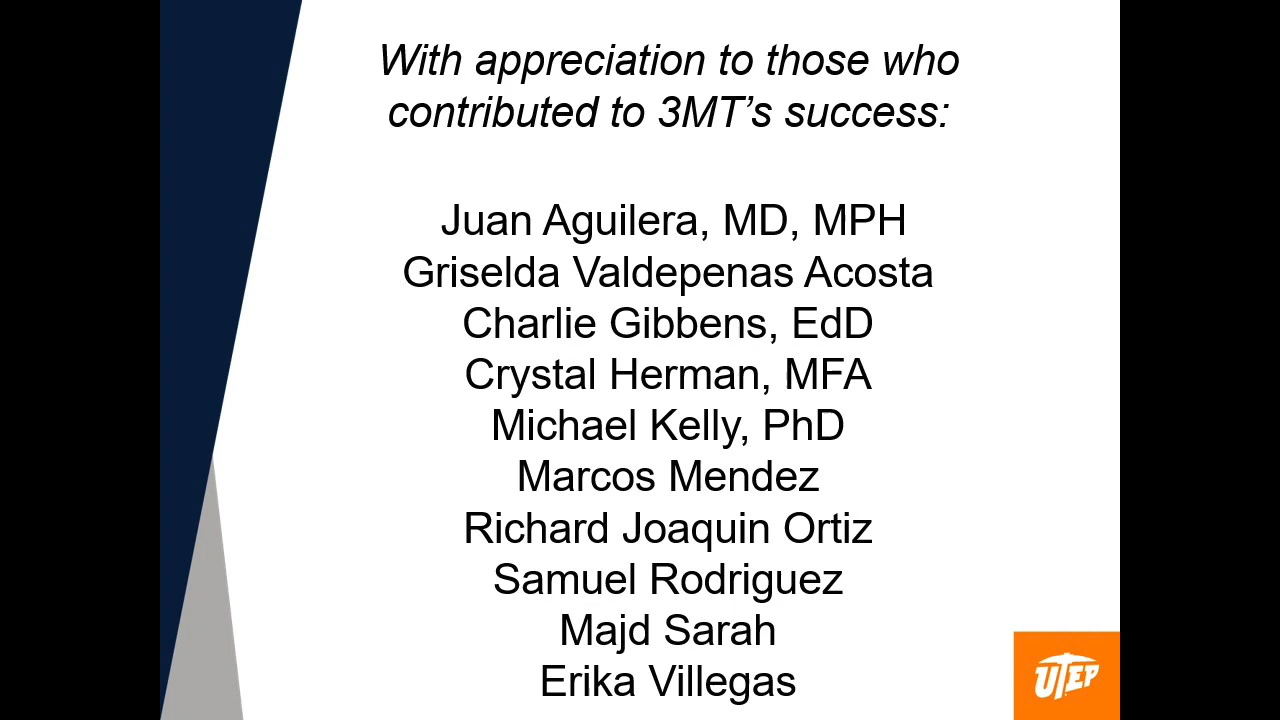 With appreciation to those who
contributed to 3MT’s success:
Juan Aguilera, MD, MPH
Griselda Valdepenas Acosta
Charlie Gibbens, EdD
Crystal Herman, MFA
Michael Kelly, PhD
Marcos Mendez
Richard Joaquin Ortiz
Samuel Rodriguez
Majd Sarah
Erika Villegas
UTEP